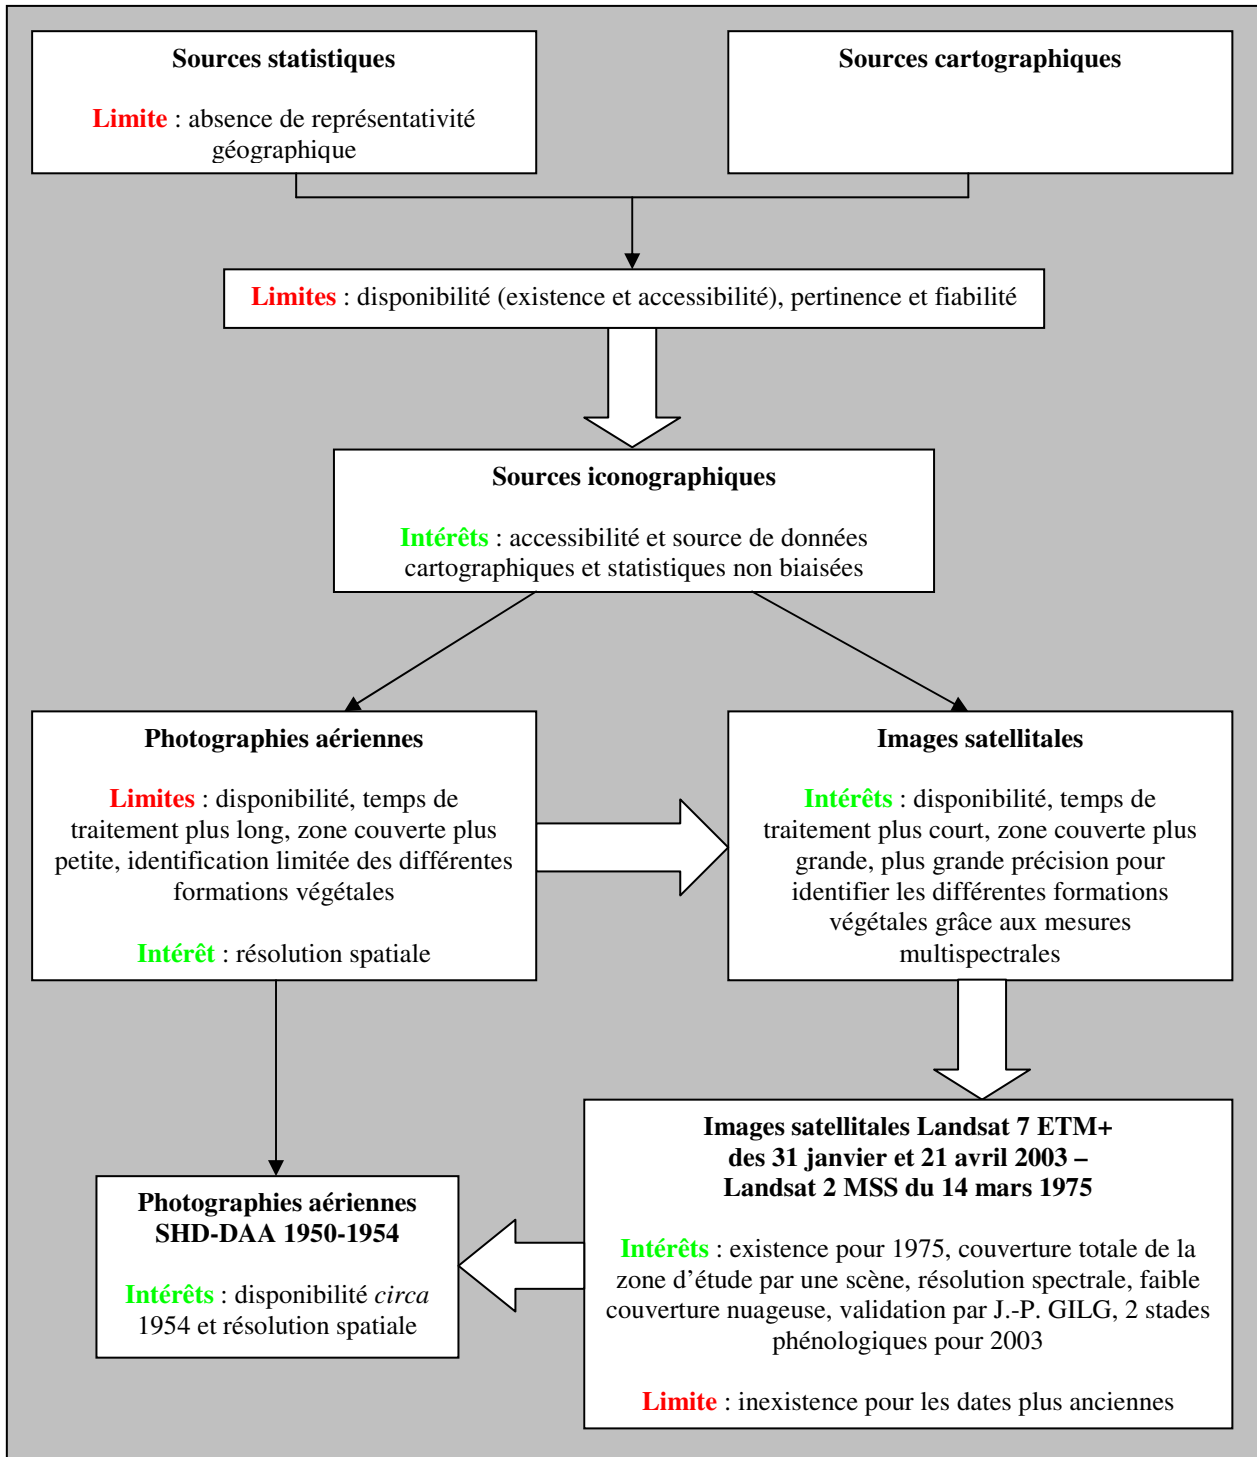 Sources statistiques
Limite : absence de représentativité
géographique
Sources cartographiques
Limites : disponibilité (existence et accessibilité), pertinence et fiabilité
Sources iconographiques
Intérêts : accessibilité et source de données
cartographiques et statistiques non biaisées
Photographies aériennes
Limites : disponibilité, temps de
traitement plus long, zone couverte plus
petite, identification limitée des différentes
formations végétales
Intérêt : résolution spatiale
Images satellitales
Intérêts : disponibilité, temps de
traitement plus court, zone couverte plus
grande, plus grande précision pour
identifier les différentes formations
végétales grâce aux mesures
multispectrales
Images satellitales Landsat 7 ETM+
des 31 janvier et 21 avril 2003 –
Landsat 2 MSS du 14 mars 1975
Intérêts : existence pour 1975, couverture totale de la
zone d’étude par une scène, résolution spectrale, faible
couverture nuageuse, validation par J.-P. GILG, 2 stades
phénologiques pour 2003
Limite : inexistence pour les dates plus anciennes
Photographies aériennes
SHD-DAA 1950-1954
Intérêts : disponibilité circa
1954 et résolution spatiale